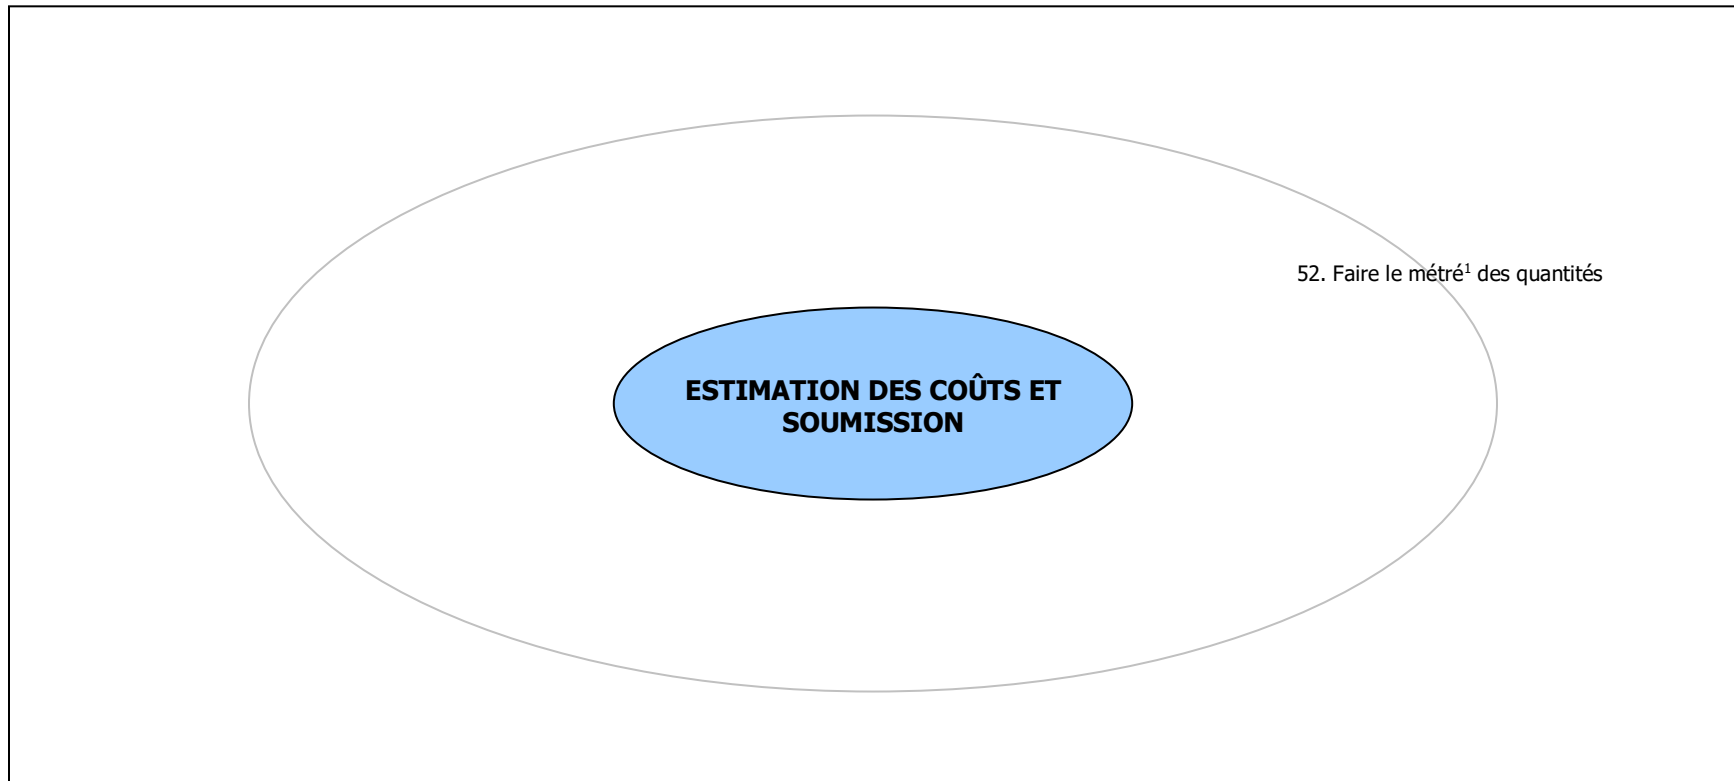 52. Faire le métré¹ des quantités
ESTIMATION DES COÛTS ET
SOUMISSION